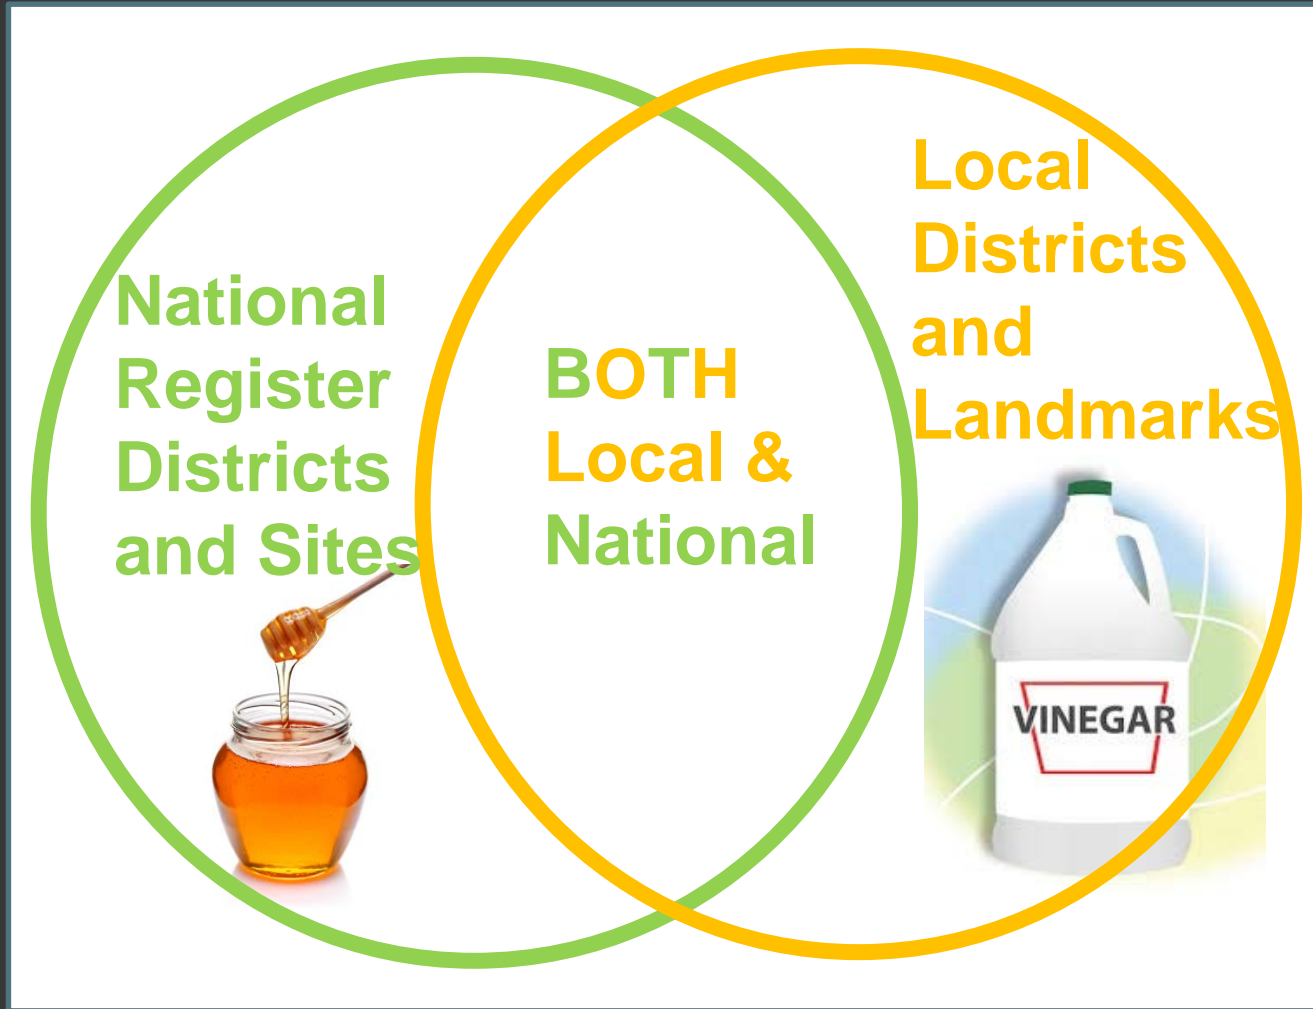 National
Register
Districts
and Sites
BOTH
Local &
National
Local
Districts
and
Landmarks
VINEGAR